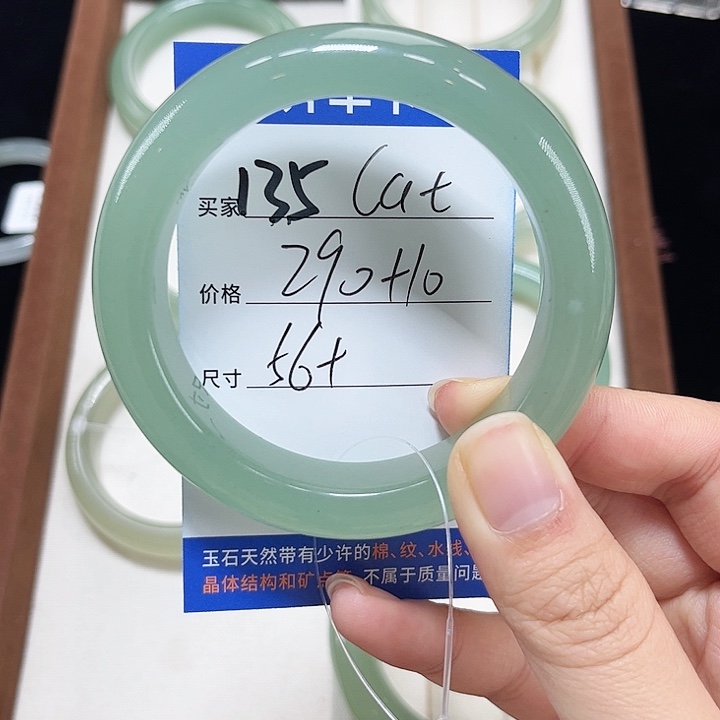 买家 135 Cat
价格 290+10
尺寸 56+
玉石天然带有少许的棉、纹、水线、
晶体结构和矿点等，不属于质量问题